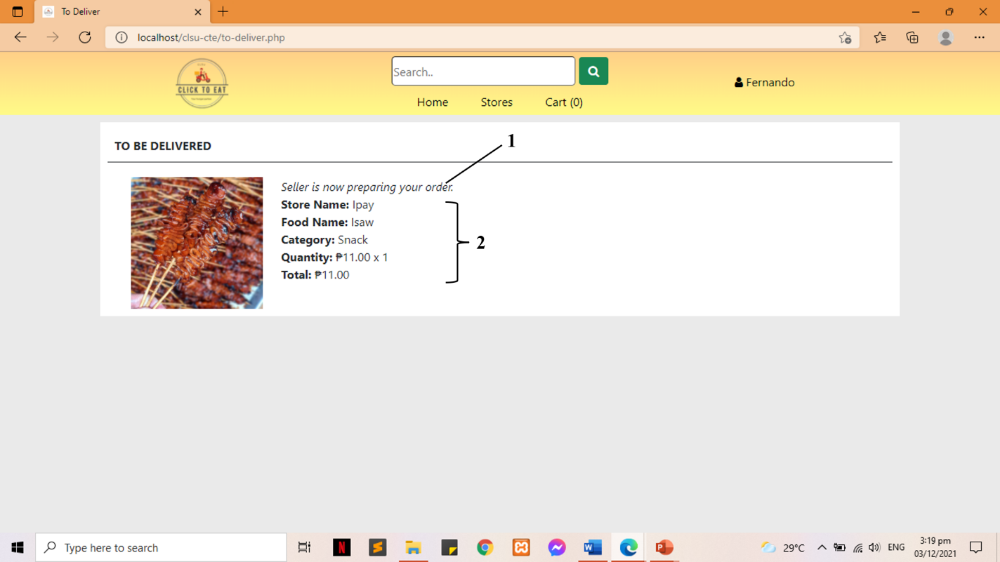 To Deliver
localhost/clsu-cte/to-deliver.php
CLICK TO EAT
Search..
Fernando
Home Stores Cart (0)
TO BE DELIVERED
1
Seller is now preparing your order.
Store Name: Ipay
Food Name: Isaw
Category: Snack
Quantity: ₱11.00 x 1
Total: ₱11.00
2
Type here to search
29°C
ENG
3:19 pm
03/12/2021